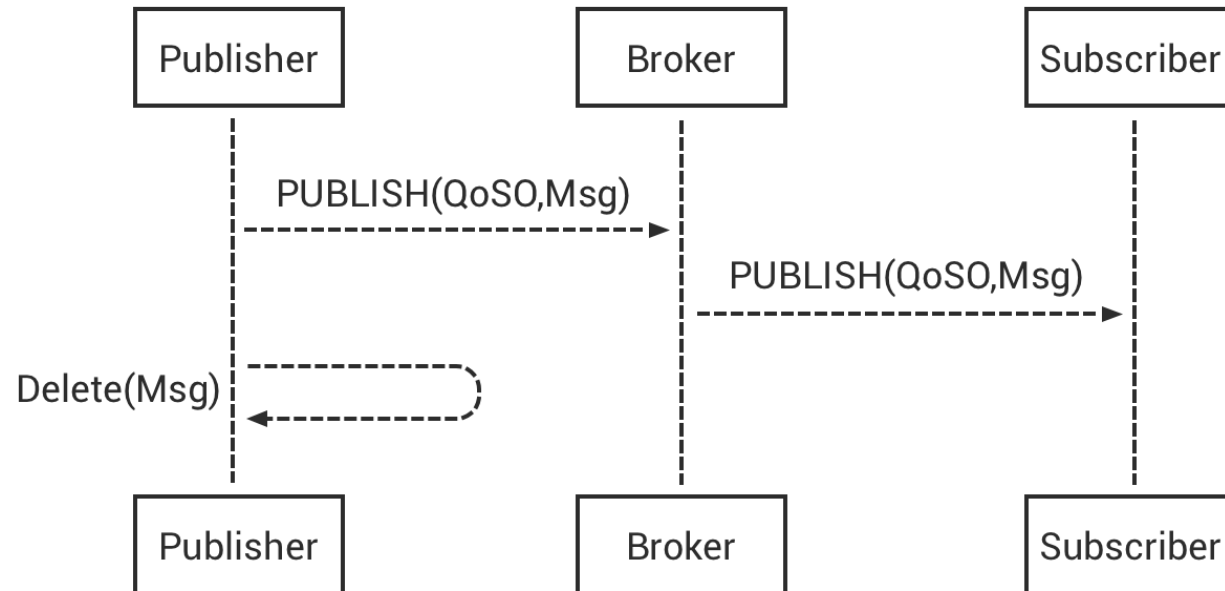 Publisher
Broker
Subscriber
PUBLISH(QoSO,Msg)
PUBLISH(QoSO,Msg)
Delete(Msg)
Publisher
Broker
Subscriber